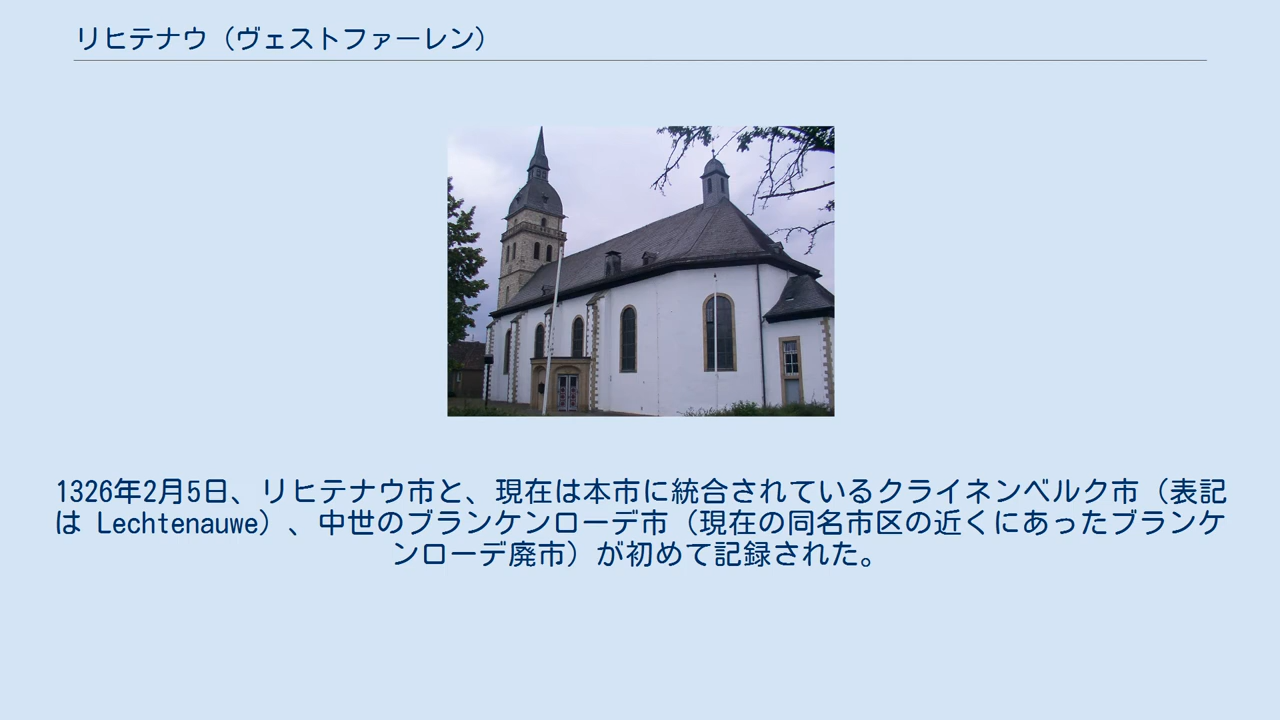 リヒテナウ（ヴェストファーレン）
1326年2月5日、リヒテナウ市と、現在は本市に統合されているクライネンベルク市（表記
は Lechtenauwe）、中世のブランケンローデ市（現在の同名市区の近くにあったブランケ
ンローデ廃市）が初めて記録された。